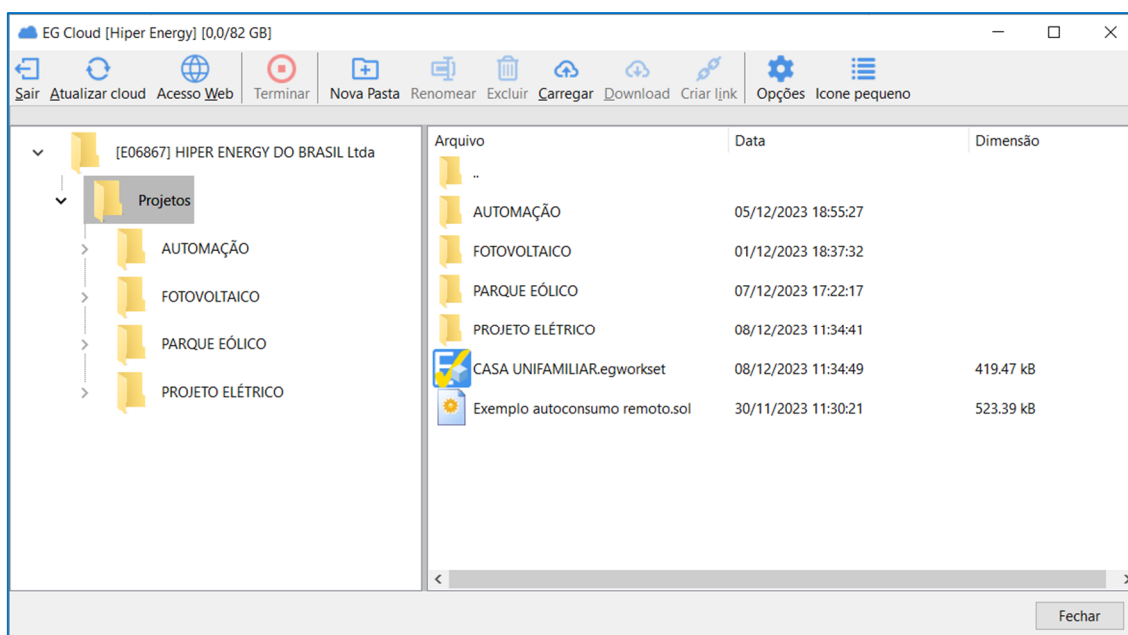 EG Cloud [Hiper Energy] [0,0/82 GB]
Sair Atualizar cloud Acesso Web Terminar Nova Pasta Renomear Excluir Carregar Download Criar link Opções Icone pequeno
[E06867] HIPER ENERGY DO BRASIL Ltda
Projetos
AUTOMAÇÃO
FOTOVOLTAICO
PARQUE EÓLICO
PROJETO ELÉTRICO
Arquivo Data Dimensão
..
AUTOMAÇÃO 05/12/2023 18:55:27
FOTOVOLTAICO 01/12/2023 18:37:32
PARQUE EÓLICO 07/12/2023 17:22:17
PROJETO ELÉTRICO 08/12/2023 11:34:41
CASA UNIFAMILIAR.egworkset 08/12/2023 11:34:49 419.47 kB
Exemplo autoconsumo remoto.sol 30/11/2023 11:30:21 523.39 kB
Fechar